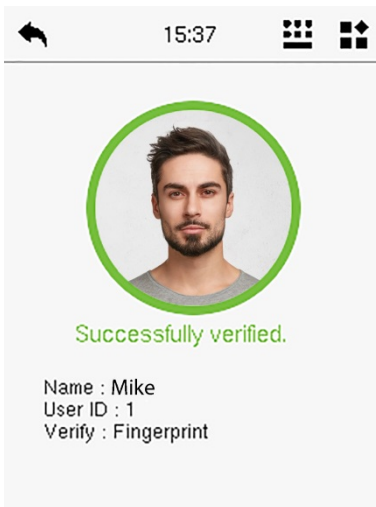 15:37
Successfully verified.
Name : Mike
User ID : 1
Verify : Fingerprint